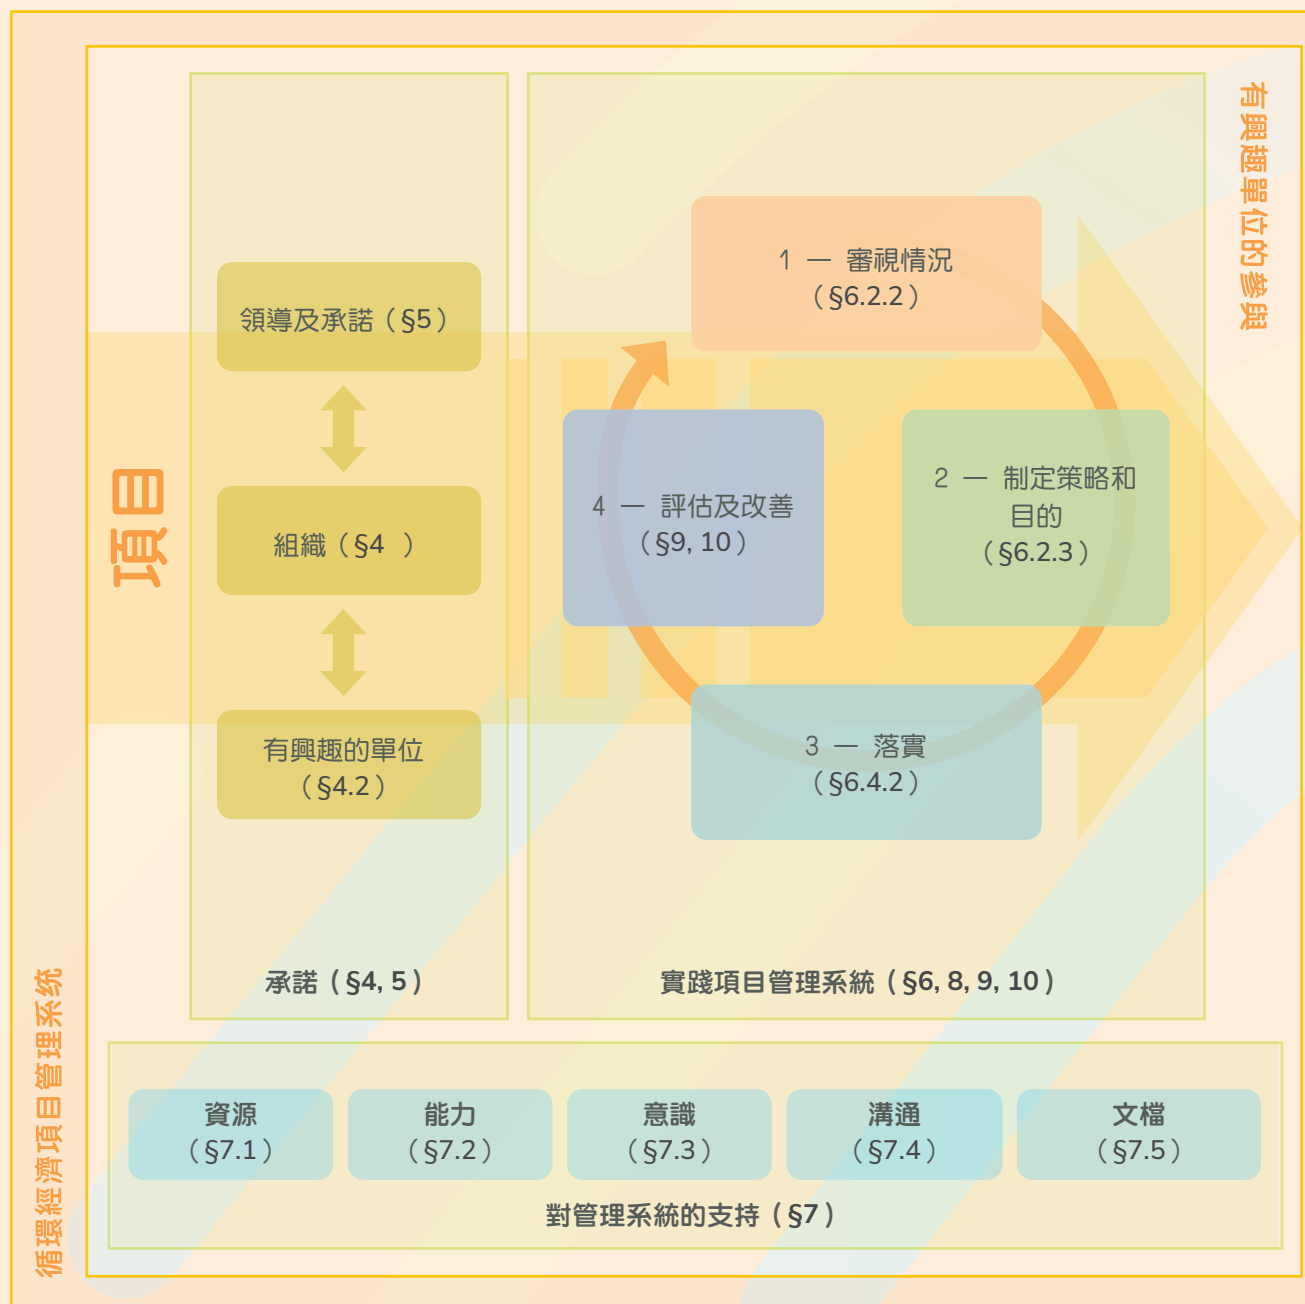 有興趣單位的參與
1 — 審視情況
（§6.2.2）
領導及承諾（§5）
項目
組織（§4 ）
4 — 評估及改善
（§9, 10）
2 — 制定策略和
目的
（§6.2.3）
有興趣的單位
（§4.2）
3 — 落實
（§6.4.2）
承諾（§4, 5）
實踐項目管理系統（§6, 8, 9, 10）
循環經濟項目管理系统
資源
（§7.1）
能力
（§7.2）
意識
（§7.3）
溝通
（§7.4）
文檔
（§7.5）
對管理系統的支持（§7）